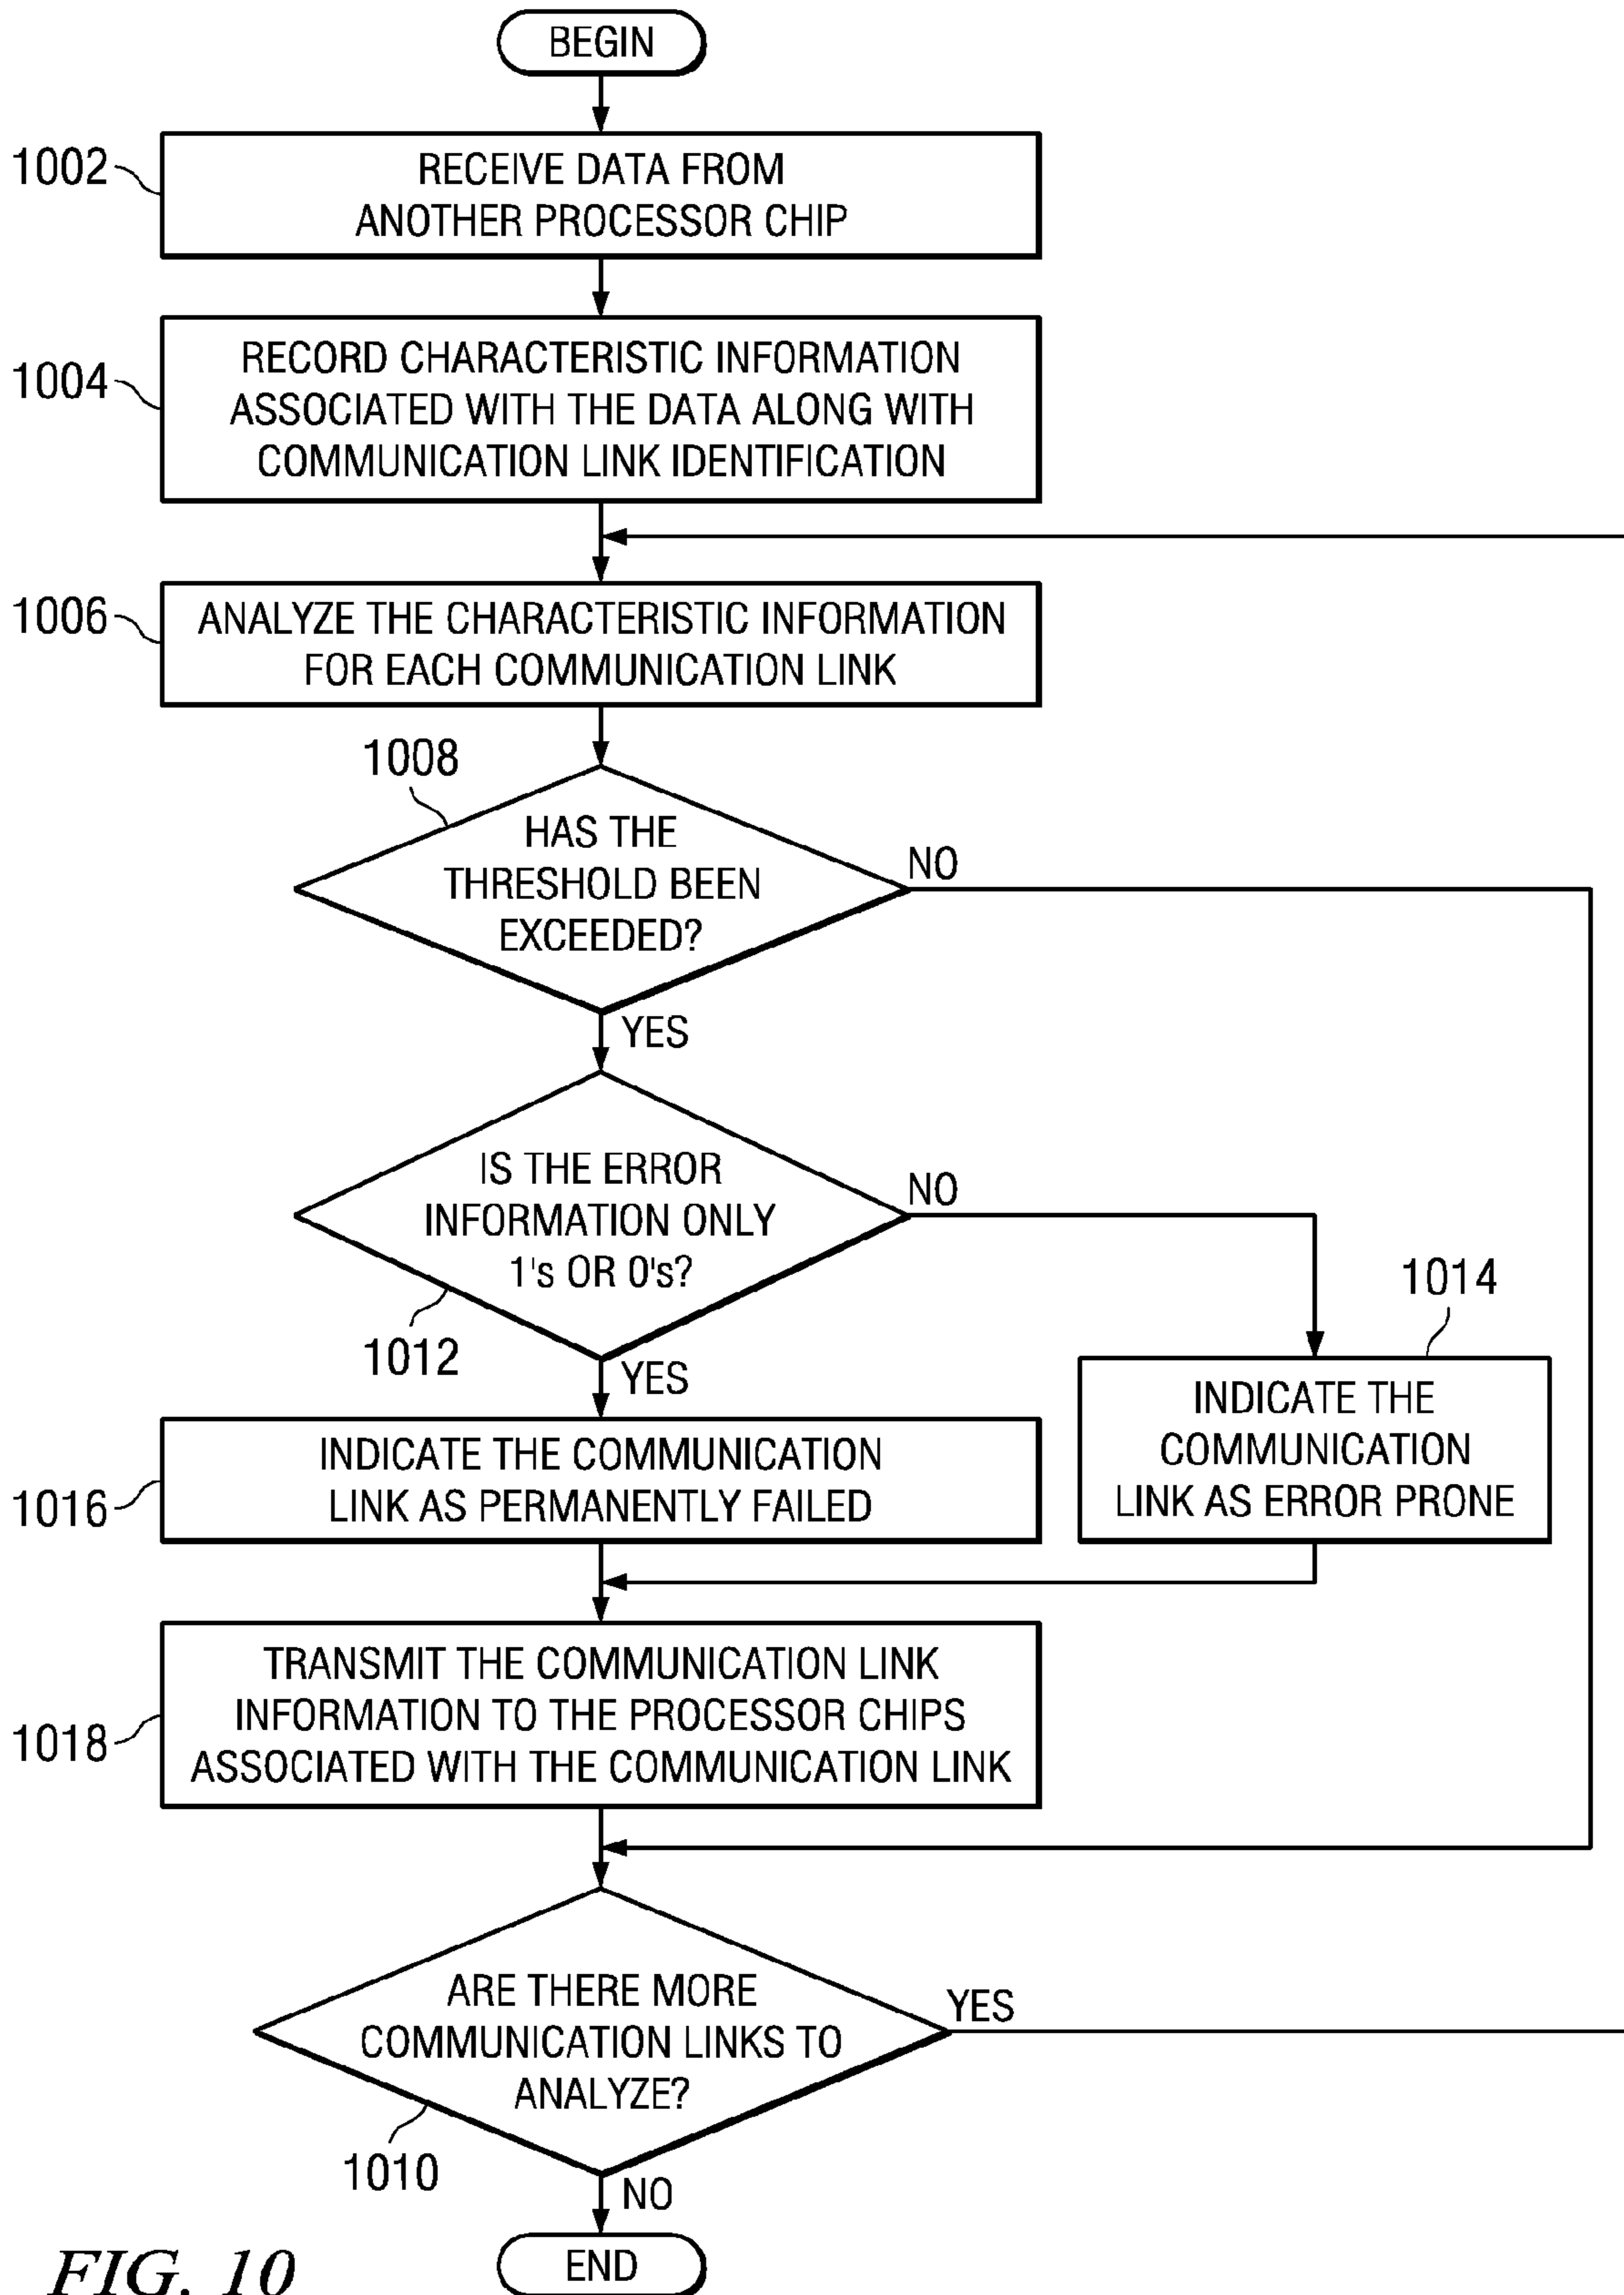 BEGIN
1002
RECEIVE DATA FROM
ANOTHER PROCESSOR CHIP
1004
RECORD CHARACTERISTIC INFORMATION
ASSOCIATED WITH THE DATA ALONG WITH
COMMUNICATION LINK IDENTIFICATION
1006
ANALYZE THE CHARACTERISTIC INFORMATION
FOR EACH COMMUNICATION LINK
1008
HAS THE
THRESHOLD BEEN
EXCEEDED?
NO
YES
IS THE ERROR
INFORMATION ONLY
1's OR 0's?
NO
1012
YES
1014
INDICATE THE
COMMUNICATION
LINK AS ERROR PRONE
1016
INDICATE THE COMMUNICATION
LINK AS PERMANENTLY FAILED
1018
TRANSMIT THE COMMUNICATION LINK
INFORMATION TO THE PROCESSOR CHIPS
ASSOCIATED WITH THE COMMUNICATION LINK
ARE THERE MORE
COMMUNICATION LINKS TO
ANALYZE?
YES
1010
NO
END
FIG. 10